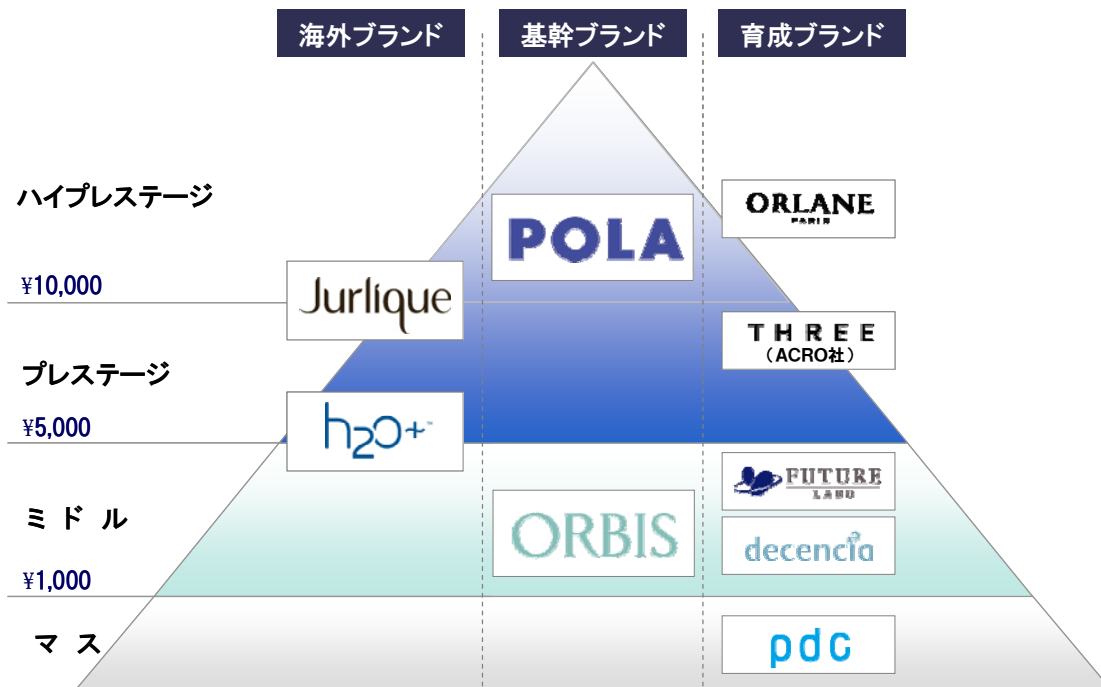 海外ブランド
基幹ブランド
育成ブランド
ハイプレステージ
POLA
ORLANE
PARIS
¥10,000
Jurlique
THREE
（ACRO社）
プレステージ
¥5,000
h2o+™
FUTURE
LABO
ミドル
ORBIS
decencia
¥1,000
マス
pdc